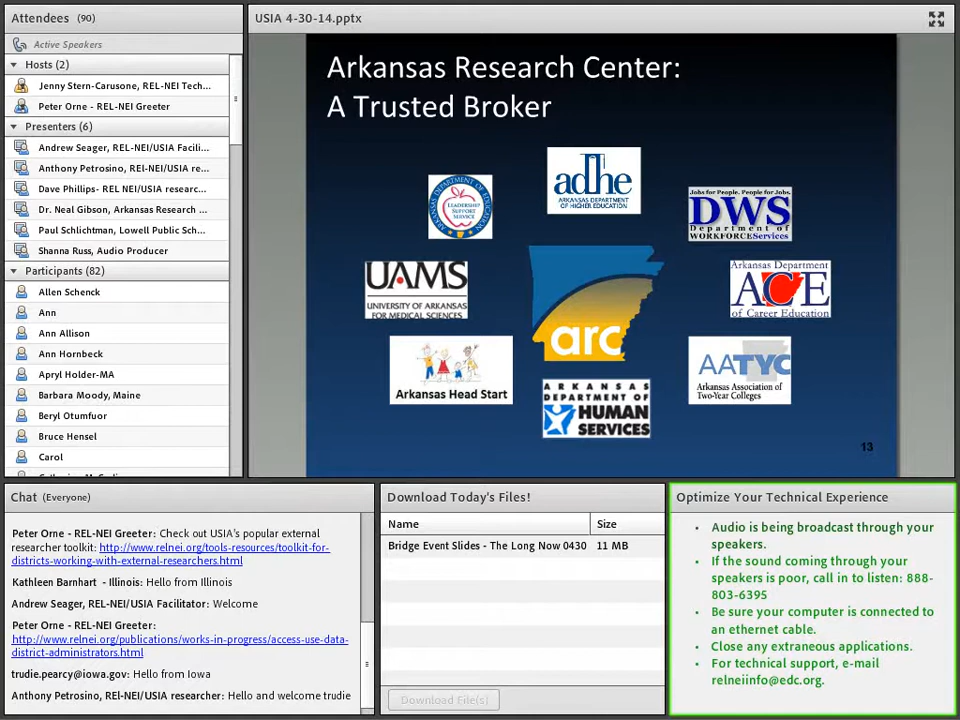 Attendees (90)
Active Speakers
Hosts (2)
Jenny Stern-Carusone, REL-NEI Tech...
Peter Orne - REL-NEI Greeter
Presenters (6)
Andrew Seager, REL-NEI/USIA Facili...
Anthony Petrosino, REl-NEI/USIA re...
Dave Phillips- REL NEI/USIA researc...
Dr. Neal Gibson, Arkansas Research ...
Paul Schlichtman, Lowell Public Sch...
Shanna Russ, Audio Producer
Participants (82)
Allen Schenck
Ann
Ann Allison
Ann Hornbeck
Apryl Holder-MA
Barbara Moody, Maine
Beryl Otumfuor
Bruce Hensel
Carol
USIA 4-30-14.pptx
Arkansas Research Center:
A Trusted Broker
LEADERSHIP
SUPPORT
SERVICE
adhe
ARKANSAS DEPARTMENT
OF HIGHER EDUCATION
Jobs for People. People for Jobs.
DWS
Department of
WORKFORCE Services
UAMS
UNIVERSITY OF ARKANSAS
FOR MEDICAL SCIENCES
arc
Arkansas Department
ACE
of Career Education
Arkansas Head Start
AATYC
Arkansas Association of
Two-Year Colleges
ARKANSAS
DEPARTMENT OF
HUMAN
SERVICES
13
Chat (Everyone)
Peter Orne - REL-NEI Greeter: Check out USIA's popular external
researcher toolkit: http://www.relnei.org/tools-resources/toolkit-for-
districts-working-with-external-researchers.html
Kathleen Barnhart - Illinois: Hello from Illinois
Andrew Seager, REL-NEI/USIA Facilitator: Welcome
Peter Orne - REL-NEI Greeter:
http://www.relnei.org/publications/works-in-progress/access-use-data-
district-administrators.html
trudie.pearcy@iowa.gov: Hello from Iowa
Anthony Petrosino, REl-NEI/USIA researcher: Hello and welcome trudie
Download Today's Files!
Name Size
Bridge Event Slides - The Long Now 0430 11 MB
Download File(s)
Optimize Your Technical Experience
• Audio is being broadcast through your
speakers.
• If the sound coming through your
speakers is poor, call in to listen: 888-
803-6395
• Be sure your computer is connected to
an ethernet cable.
• Close any extraneous applications.
• For technical support, e-mail
relneiinfo@edc.org.